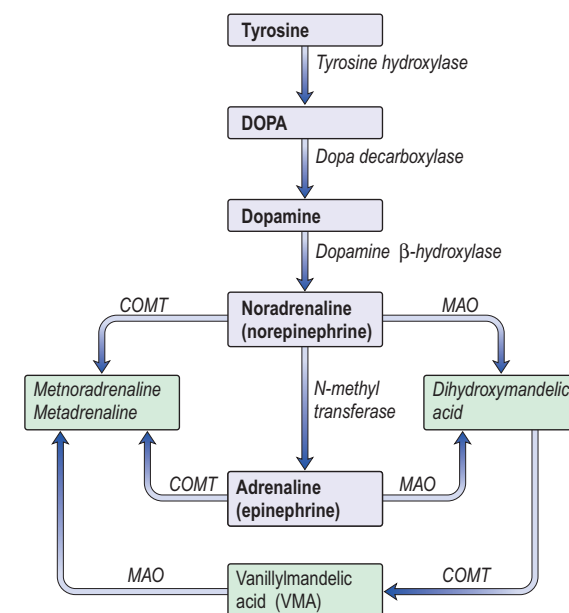 Tyrosine
Tyrosine hydroxylase
DOPA
Dopa decarboxylase
Dopamine
Dopamine β-hydroxylase
COMT
Noradrenaline
(norepinephrine)
MAO
Metnoradrenaline
Metadrenaline
N-methyl
transferase
Dihydroxymandelic
acid
COMT
Adrenaline
(epinephrine)
MAO
MAO
Vanillylmandelic
acid (VMA)
COMT